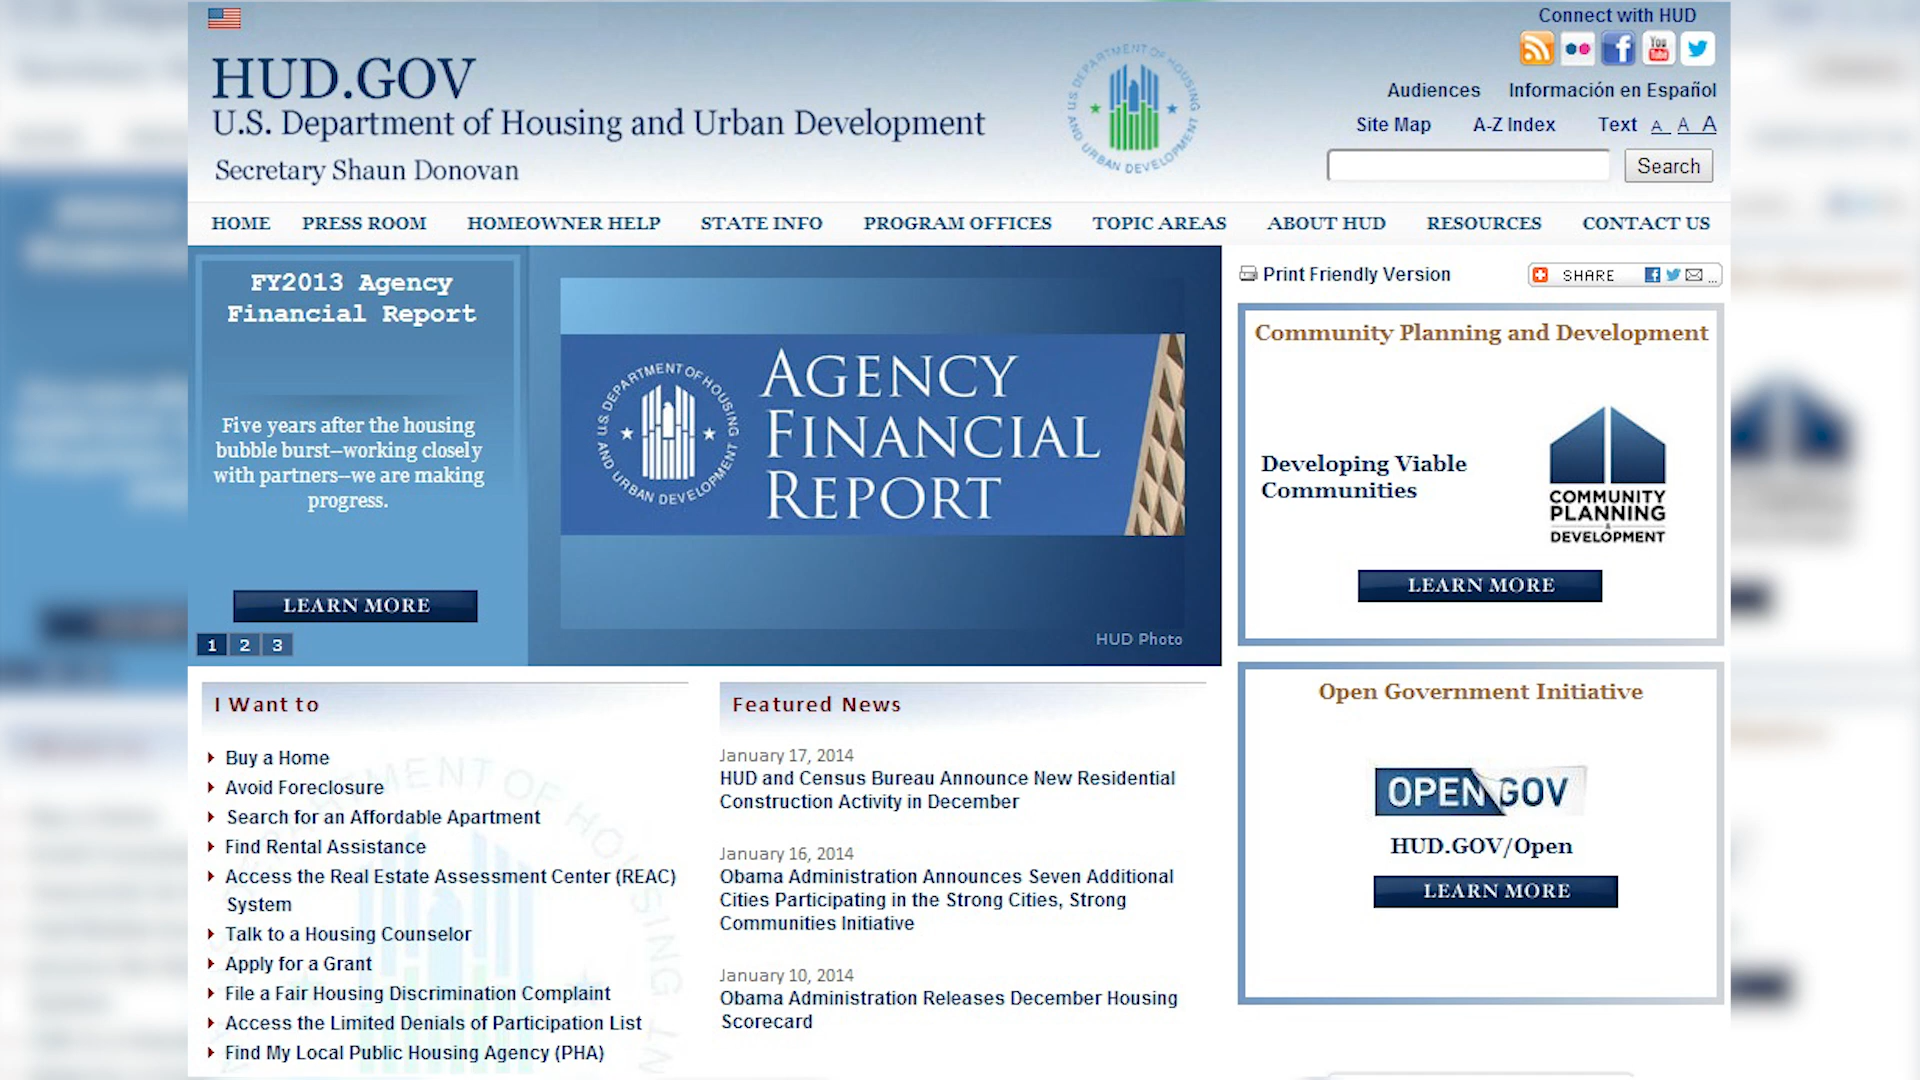 Connect with HUD
HUD.GOV
U.S. Department of Housing and Urban Development
Secretary Shaun Donovan
U.S. DEPARTMENT OF HOUSING AND URBAN DEVELOPMENT
You Tube
Audiences Información en Español
Site Map A-Z Index Text A A A
Search
HOME PRESS ROOM HOMEOWNER HELP STATE INFO PROGRAM OFFICES TOPIC AREAS ABOUT HUD RESOURCES CONTACT US
FY2013 Agency
Financial Report
Five years after the housing
bubble burst—working closely
with partners—we are making
progress.
LEARN MORE
1 2 3
U.S. DEPARTMENT OF HOUSING AND URBAN DEVELOPMENT
AGENCY
FINANCIAL
REPORT
HUD Photo
Print Friendly Version
SHARE ...
Community Planning and Development
Developing Viable
Communities
COMMUNITY
PLANNING
&
DEVELOPMENT
LEARN MORE
Open Government Initiative
OPEN GOV
HUD.GOV/Open
LEARN MORE
I Want to
Buy a Home
Avoid Foreclosure
Search for an Affordable Apartment
Find Rental Assistance
Access the Real Estate Assessment Center (REAC)
System
Talk to a Housing Counselor
Apply for a Grant
File a Fair Housing Discrimination Complaint
Access the Limited Denials of Participation List
Find My Local Public Housing Agency (PHA)
Featured News
January 17, 2014
HUD and Census Bureau Announce New Residential
Construction Activity in December
January 16, 2014
Obama Administration Announces Seven Additional
Cities Participating in the Strong Cities, Strong
Communities Initiative
January 10, 2014
Obama Administration Releases December Housing
Scorecard